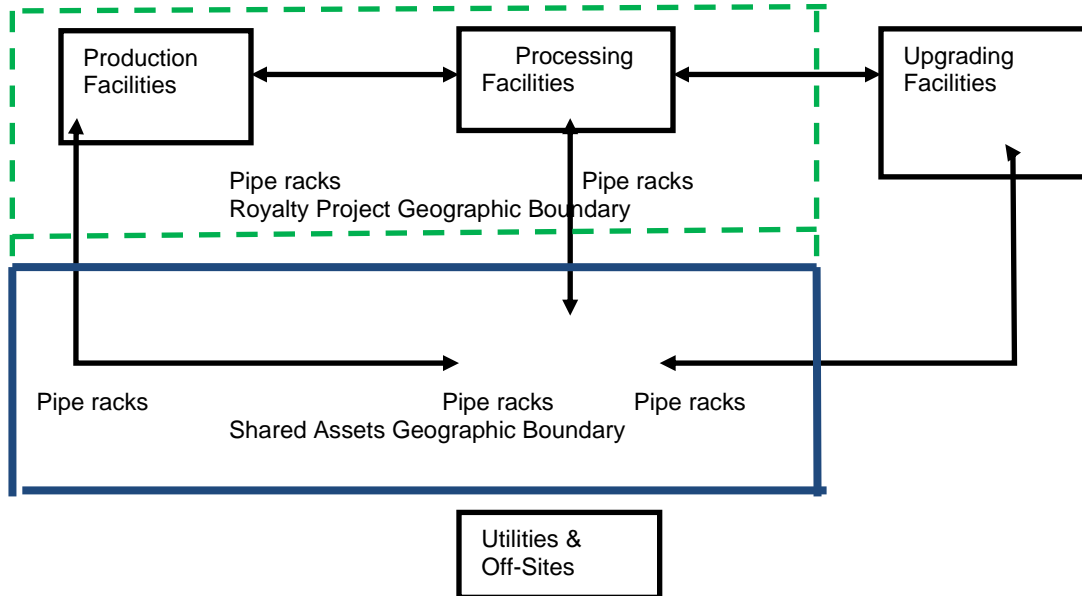 Production
Facilities
Processing
Facilities
Upgrading
Facilities
Pipe racks
Pipe racks
Royalty Project Geographic Boundary
Pipe racks
Pipe racks
Pipe racks
Shared Assets Geographic Boundary
Utilities &
Off-Sites